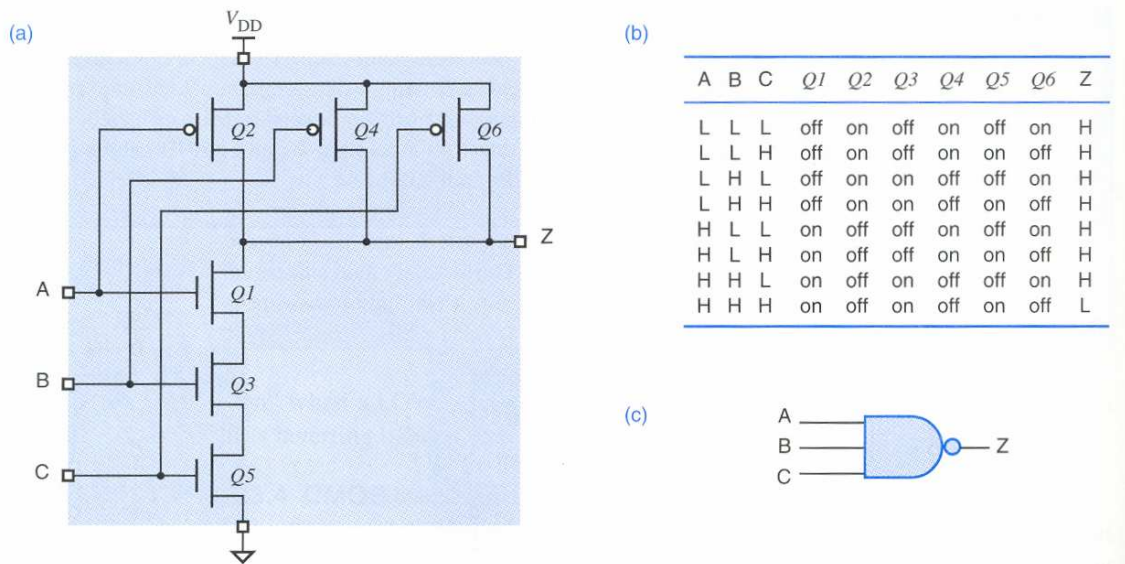 (a)
V_DD
Q2
Q4
Q6
Z
A
Q1
B
Q3
C
Q5
(b)
A B C Q1 Q2 Q3 Q4 Q5 Q6 Z
L L L off on off on off on H
L L H off on off on on off H
L H L off on on off off on H
L H H off on on off on off H
H L L on off off on off on H
H L H on off off on on off H
H H L on off on off off on H
H H H on off on off on off L
(c)
A
B
C
Z